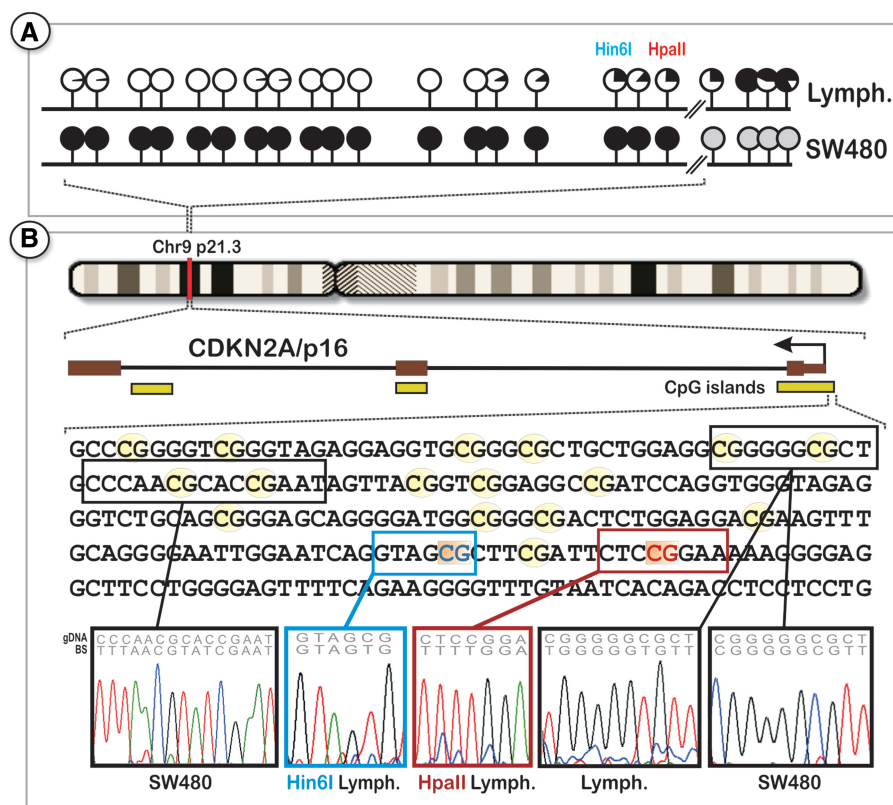 A
Hin6I HpaII
Lymph.
SW480
B
Chr9 p21.3
CDKN2A/p16
CpG islands
GCCCGGGGTCGGGTAGAGGAGGTGCGGGCGCTGCTGGAGGCGGGGGCGCT
GCCCAACGCACCGAATAGTTACGGTCGGAGGCCGATCCAGGTGGGTAGAG
GGTCTGCAGCGGGAGCAGGGGATGGCGGGCGACTCTGGAGGACGAAGTTT
GCAGGGGAATTGGAATCAGGTAGCGCTTCGATTCTCCGGAAAAAGGGGAG
GCTTCCTGGGGAGTTTTCAGAAGGGGTTTGTAATCACAGACCTCCTCCTG
gDNA CCCAACGCACCGAAT GTAGCG CTCCGGA CGGGGGCGCT CGGGGGCGCT
BS TTTAACGTATCGAAT GTAGTG TTTTGGA TGGGGGTGTT CGGGGGCGTT
SW480 Hin6I Lymph. HpaII Lymph. Lymph. SW480